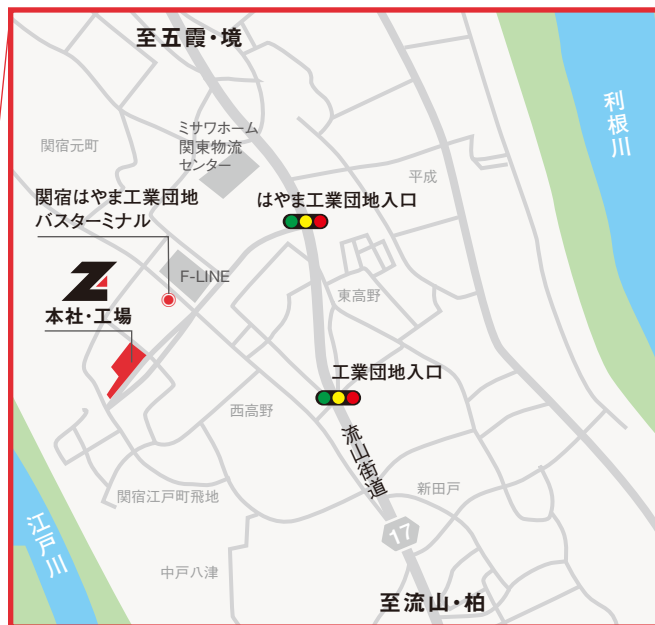 至五霞・境
利根川
ミサワホーム
関東物流
センター
関宿元町
平成
関宿はやま工業団地
バスターミナル
はやま工業団地入口
F-LINE
東高野
本社・工場
工業団地入口
西高野
流山街道
新田戸
関宿江戸町飛地
17
江戸川
中戸八津
至流山・柏